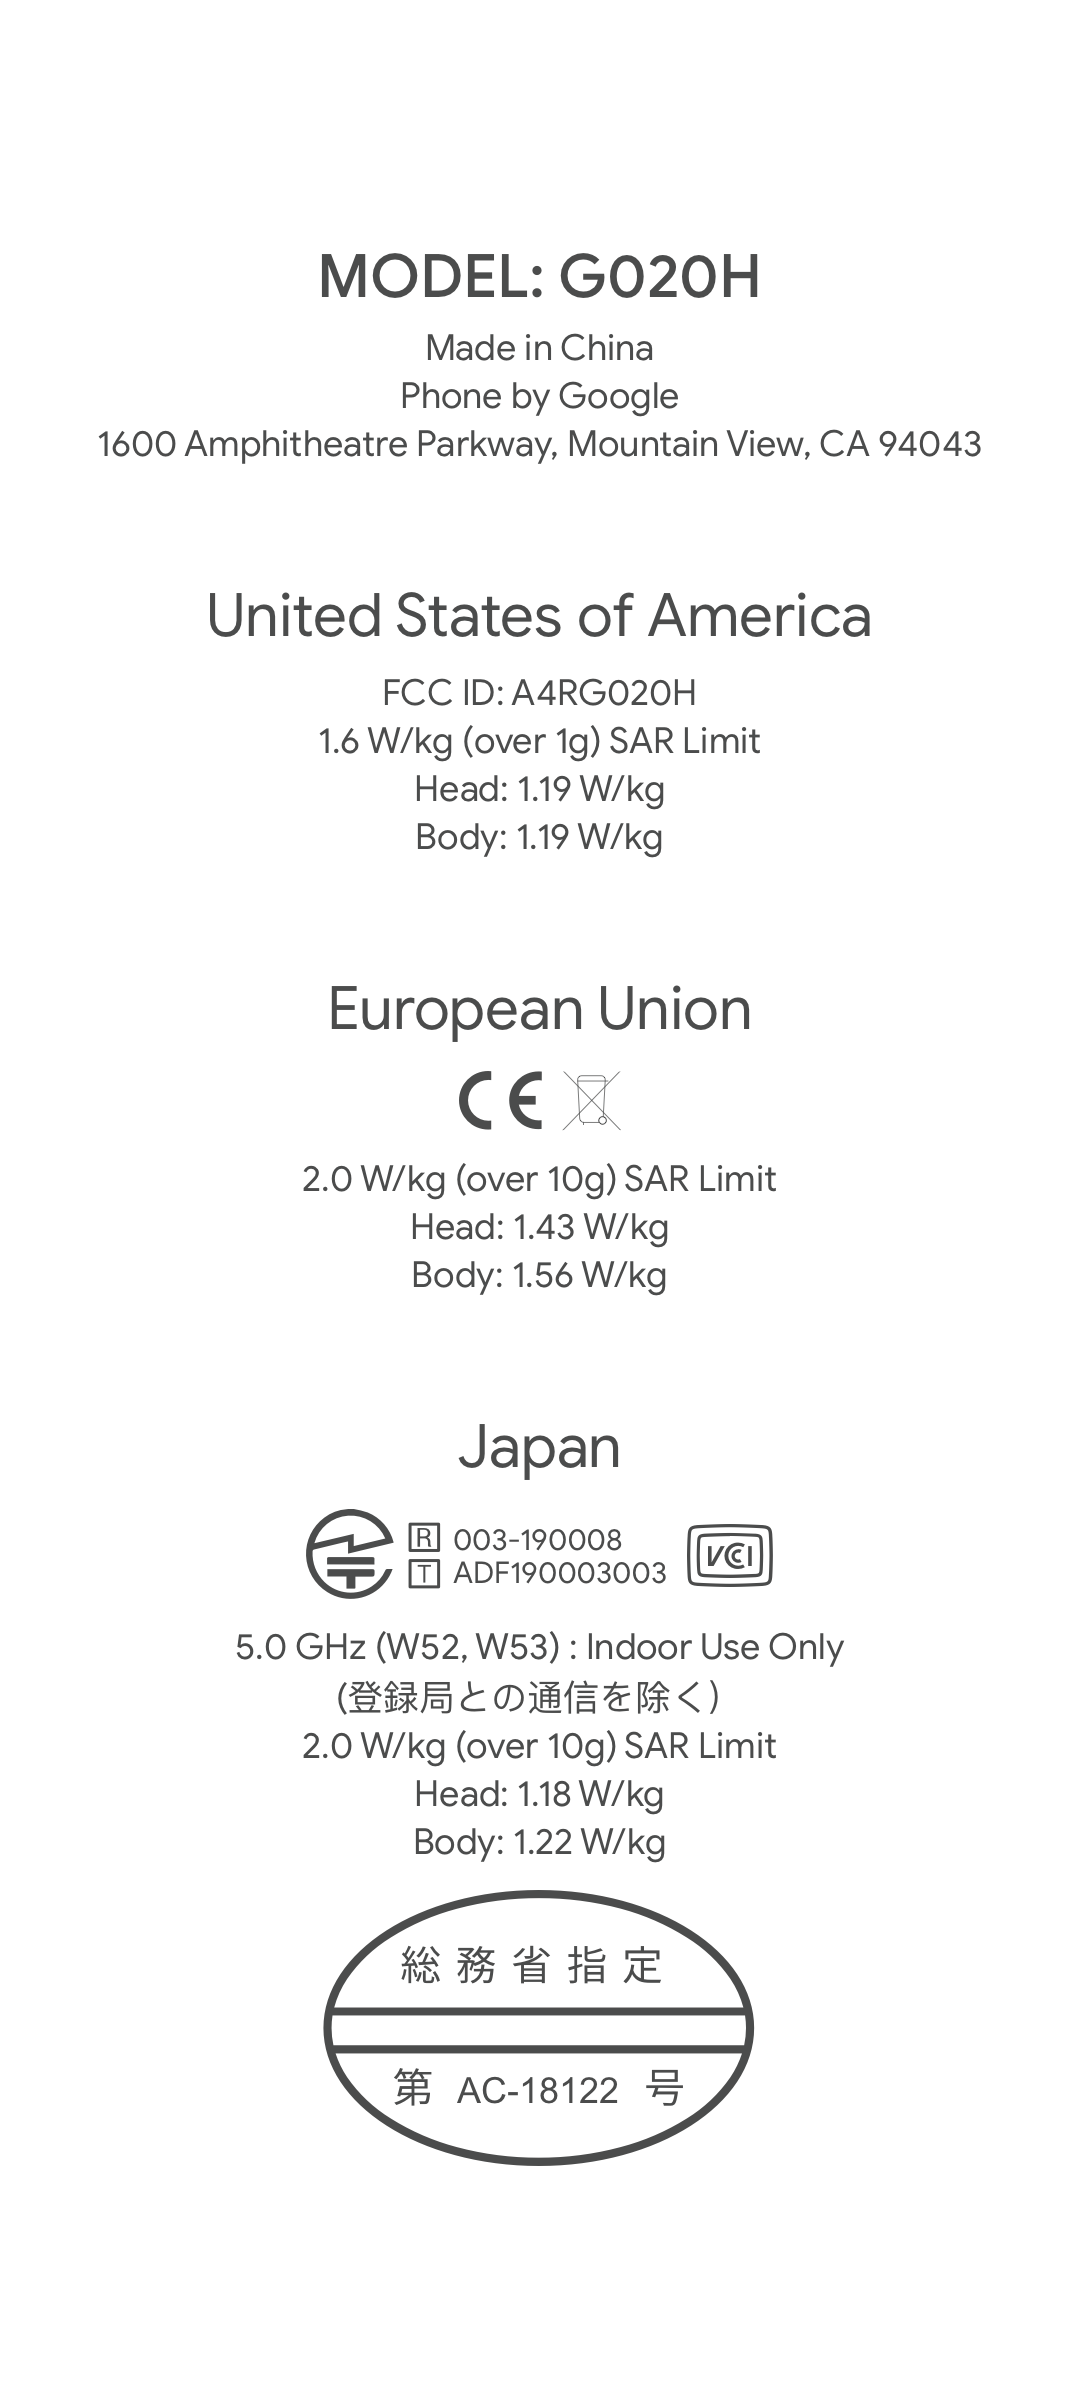 MODEL: G020H
Made in China
Phone by Google
1600 Amphitheatre Parkway, Mountain View, CA 94043
United States of America
FCC ID: A4RG020H
1.6 W/kg (over 1g) SAR Limit
Head: 1.19 W/kg
Body: 1.19 W/kg
European Union
CE
2.0 W/kg (over 10g) SAR Limit
Head: 1.43 W/kg
Body: 1.56 W/kg
Japan
R 003-190008
T ADF190003003
VCCI
5.0 GHz (W52, W53) : Indoor Use Only
(登録局との通信を除く)
2.0 W/kg (over 10g) SAR Limit
Head: 1.18 W/kg
Body: 1.22 W/kg
総務省指定
第 AC-18122 号